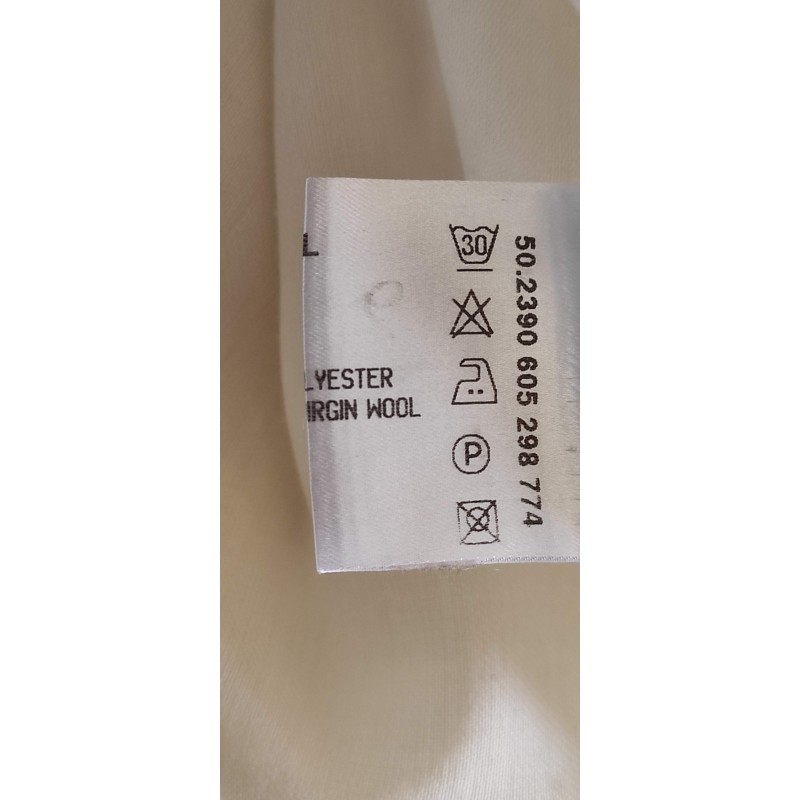 L
LYESTER
IRGIN WOOL
30
P
50.2390 605 298 774